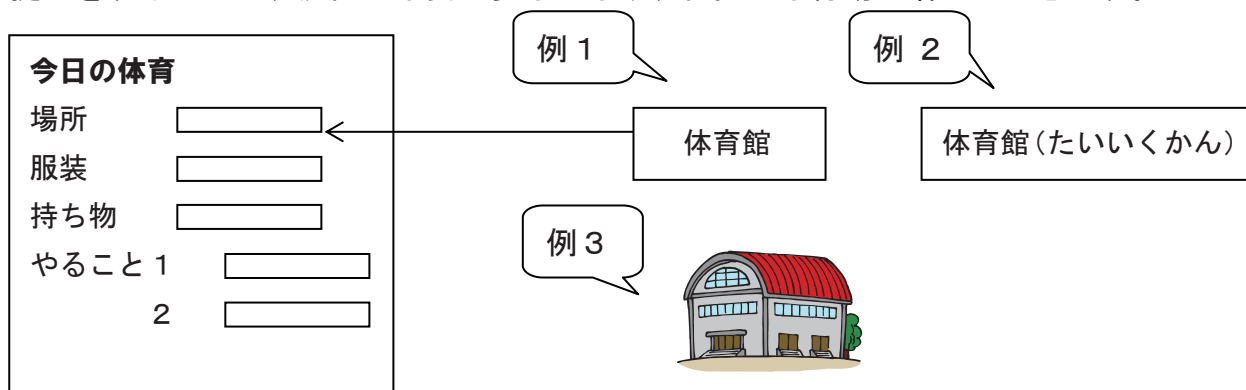 今日の体育
場所
服装
持ち物
やること1
2
例1
体育館
例 2
体育館(たいいくかん)
例3